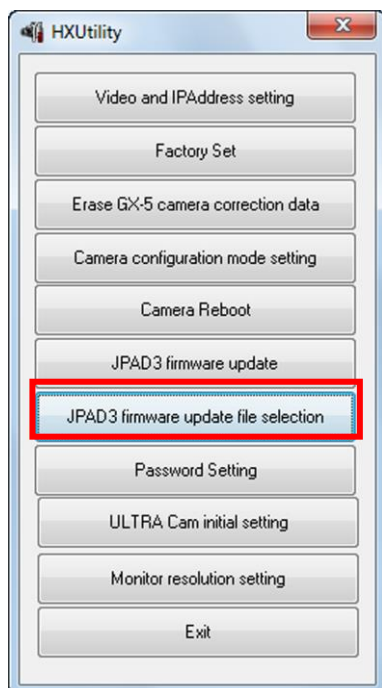 HXUtility
Video and IPAddress setting
Factory Set
Erase GX-5 camera correction data
Camera configuration mode setting
Camera Reboot
JPAD3 firmware update
JPAD3 firmware update file selection
Password Setting
ULTRA Cam initial setting
Monitor resolution setting
Exit